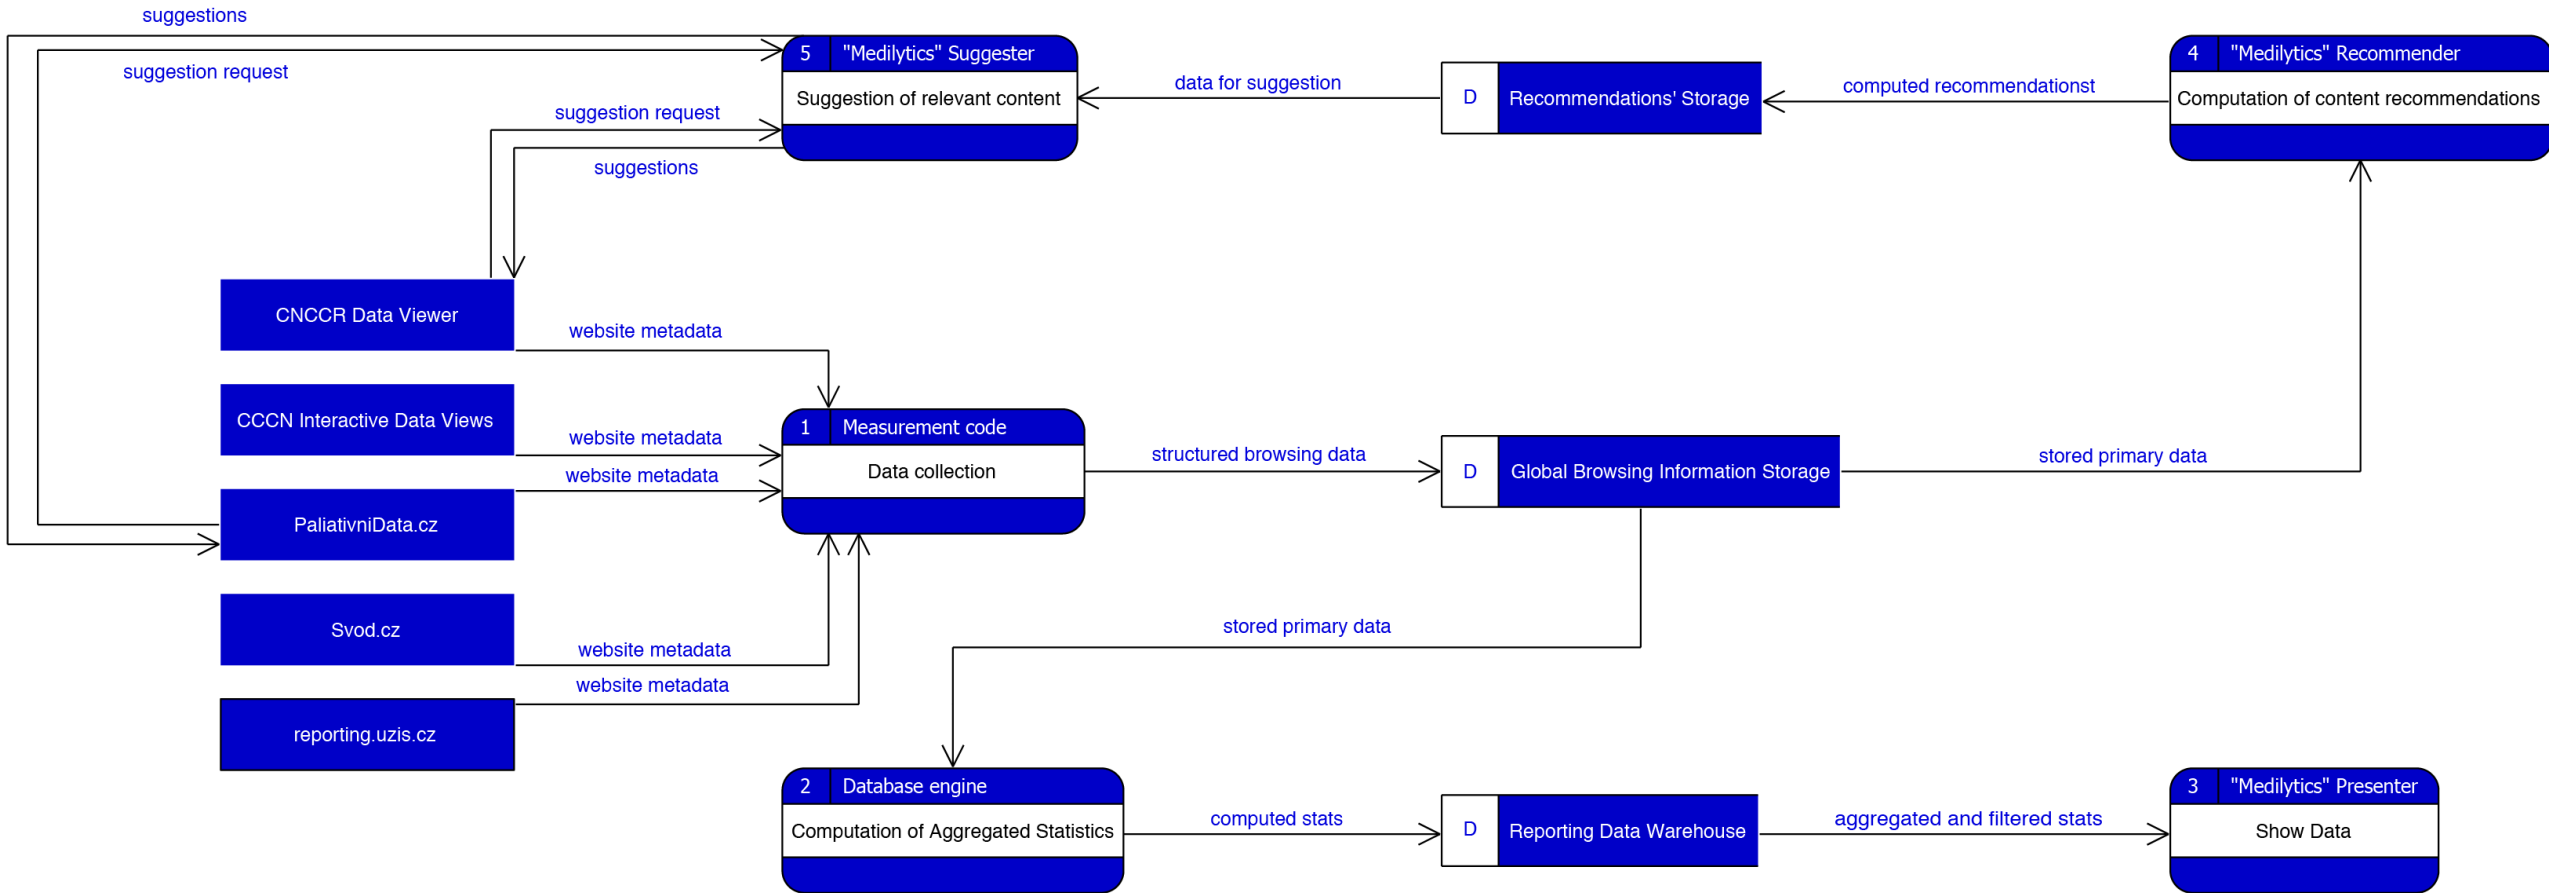 suggestions
suggestion request
5 "Medilytics" Suggester
Suggestion of relevant content
data for suggestion
D Recommendations' Storage
computed recommendationst
4 "Medilytics" Recommender
Computation of content recommendations
suggestion request
suggestions
CNCCR Data Viewer
website metadata
CCCN Interactive Data Views
website metadata
website metadata
PaliativniData.cz
1 Measurement code
Data collection
structured browsing data
D Global Browsing Information Storage
stored primary data
Svod.cz
website metadata
website metadata
reporting.uzis.cz
stored primary data
2 Database engine
Computation of Aggregated Statistics
computed stats
D Reporting Data Warehouse
aggregated and filtered stats
3 "Medilytics" Presenter
Show Data